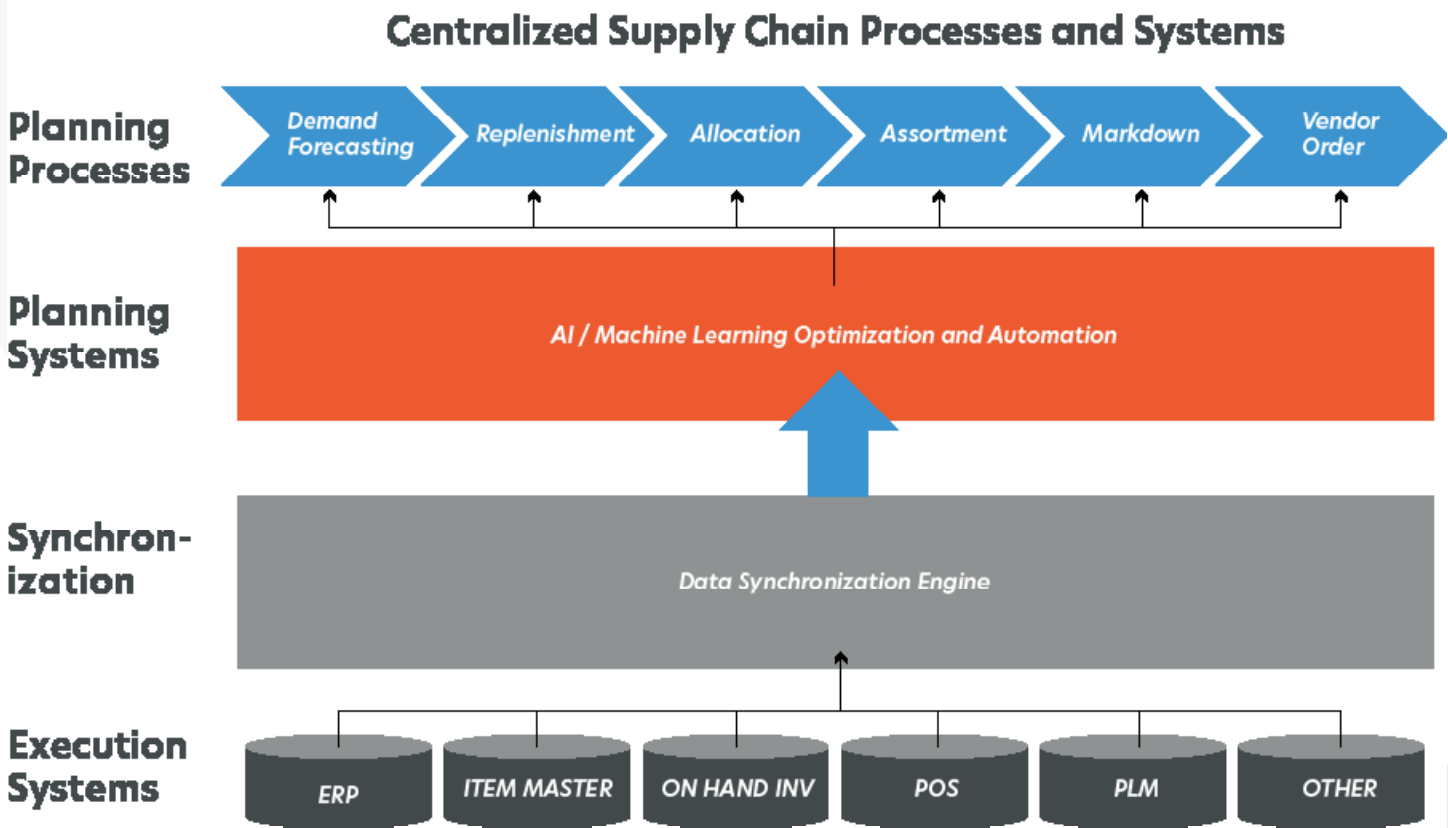 Centralized Supply Chain Processes and Systems
Planning
Processes
Demand
Forecasting
Replenishment
Allocation
Assortment
Markdown
Vendor
Order
Planning
Systems
AI / Machine Learning Optimization and Automation
Synchron-
ization
Data Synchronization Engine
Execution
Systems
ERP
ITEM MASTER
ON HAND INV
POS
PLM
OTHER